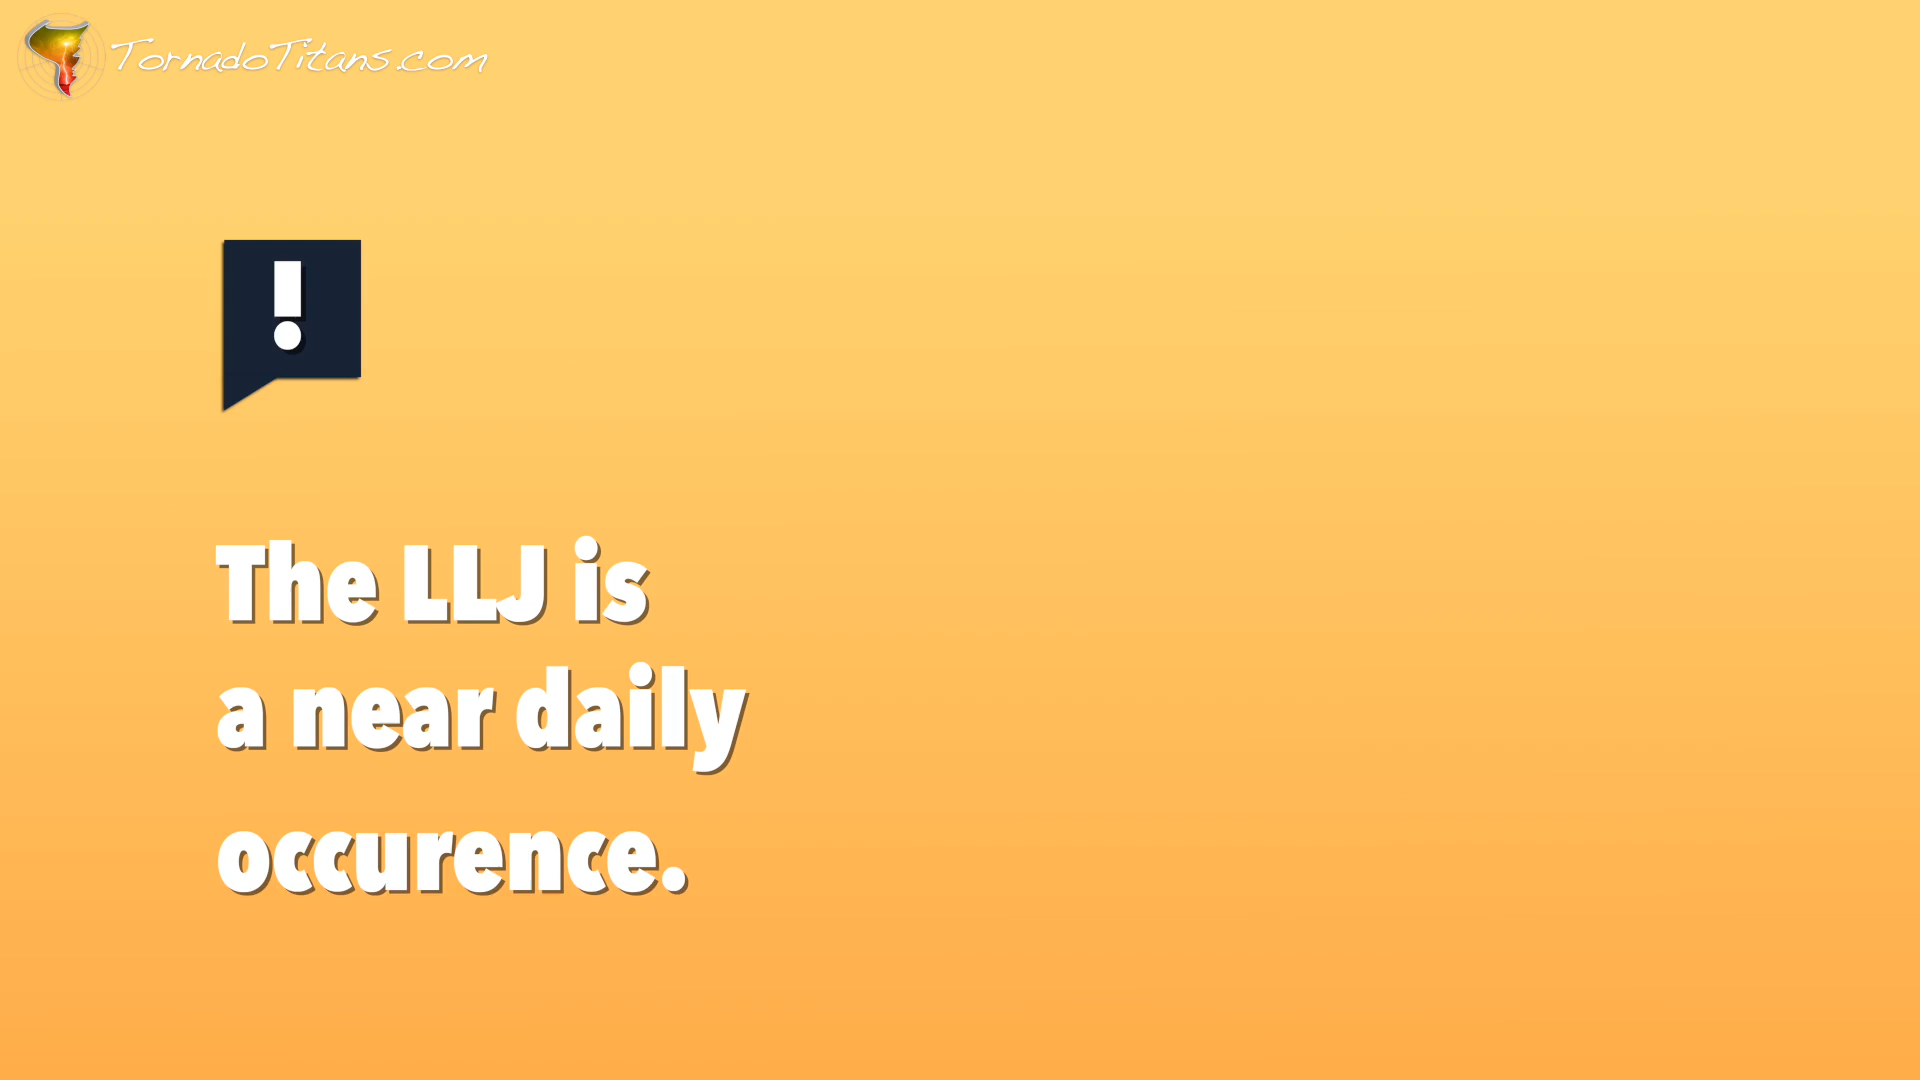 TornadoTitans.com
!
The LLJ is
a near daily
occurence.